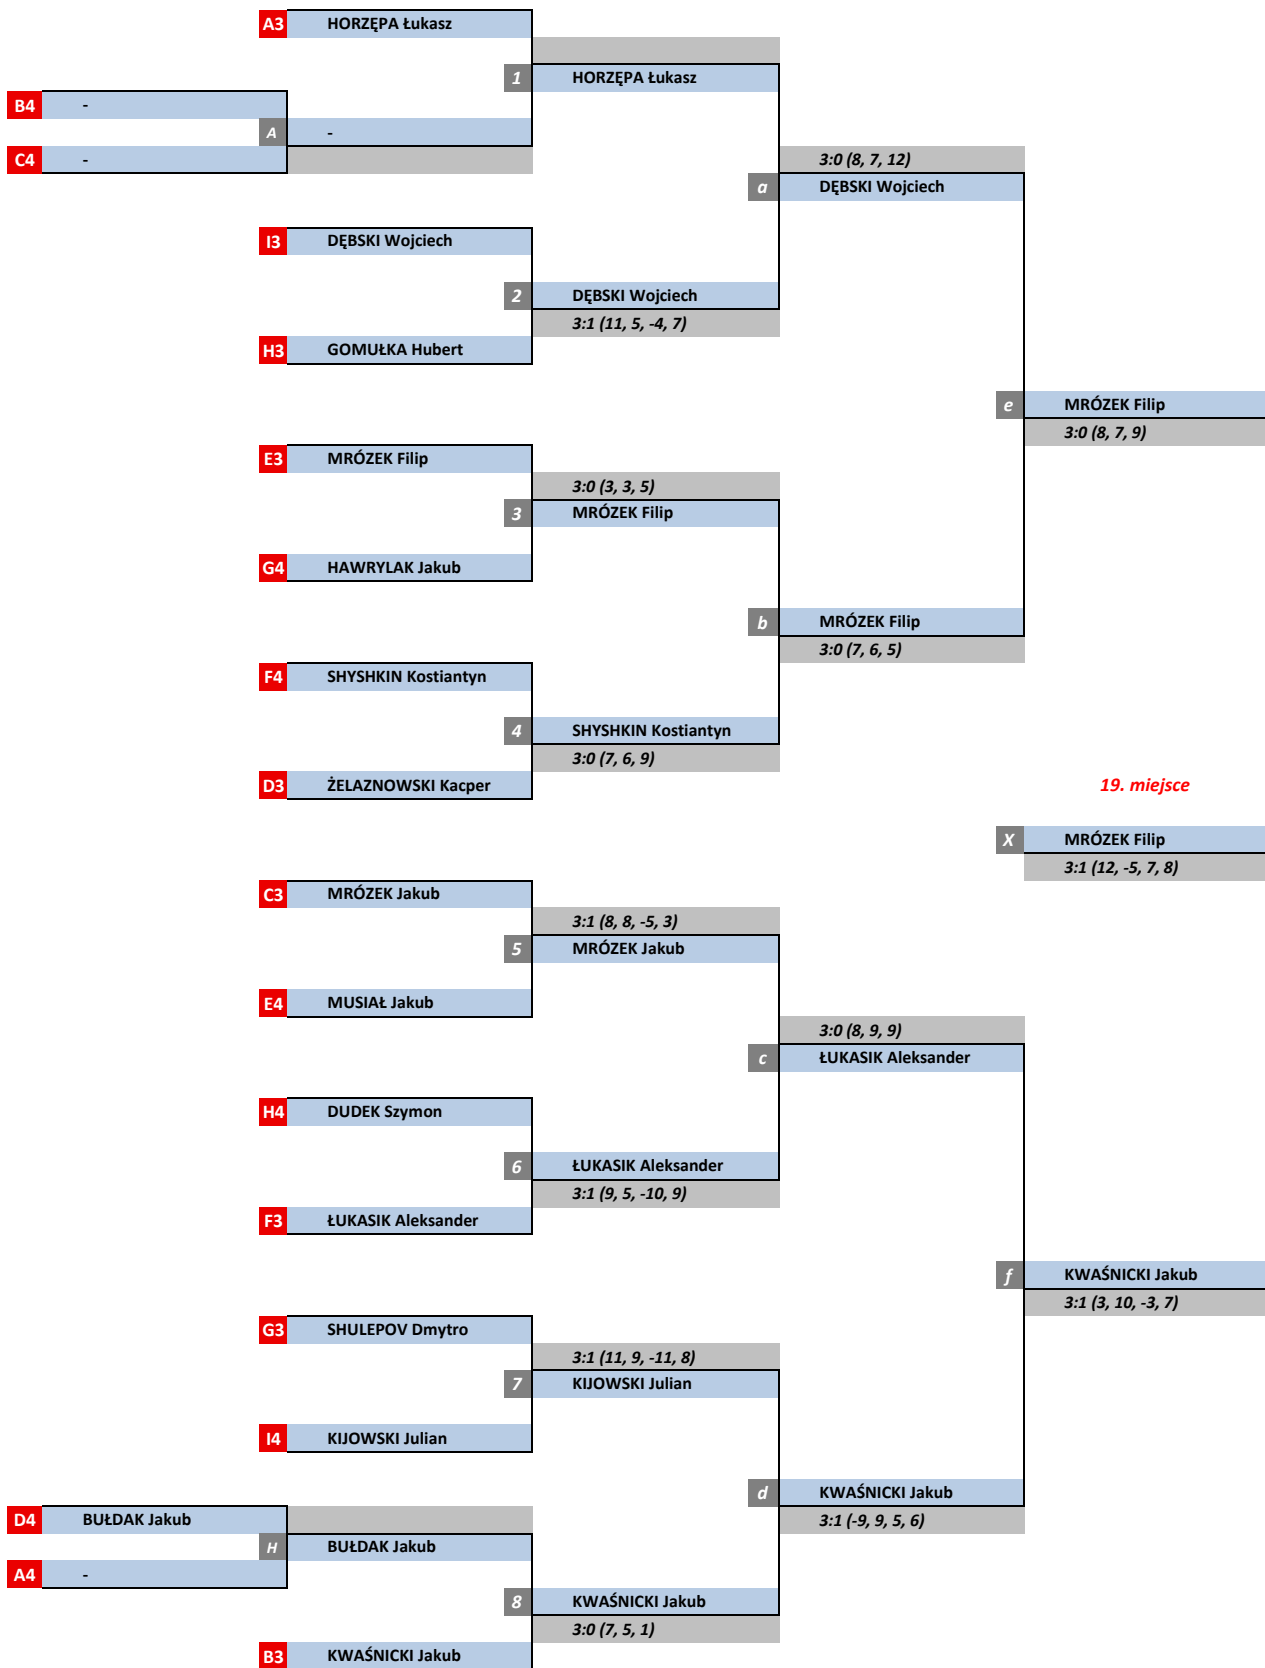 A3 HORZĘPA Łukasz
1 HORZĘPA Łukasz
B4 -
A -
C4 -
3:0 (8, 7, 12)
a DĘBSKI Wojciech
I3 DĘBSKI Wojciech
2 DĘBSKI Wojciech
3:1 (11, 5, -4, 7)
H3 GOMUŁKA Hubert
e MRÓZEK Filip
3:0 (8, 7, 9)
E3 MRÓZEK Filip
3:0 (3, 3, 5)
3 MRÓZEK Filip
G4 HAWRYLAK Jakub
b MRÓZEK Filip
3:0 (7, 6, 5)
F4 SHYSHKIN Kostiantyn
4 SHYSHKIN Kostiantyn
3:0 (7, 6, 9)
D3 ŻELAZNOWSKI Kacper
19. miejsce
X MRÓZEK Filip
3:1 (12, -5, 7, 8)
C3 MRÓZEK Jakub
3:1 (8, 8, -5, 3)
5 MRÓZEK Jakub
E4 MUSIAŁ Jakub
3:0 (8, 9, 9)
c ŁUKASIK Aleksander
H4 DUDEK Szymon
6 ŁUKASIK Aleksander
3:1 (9, 5, -10, 9)
F3 ŁUKASIK Aleksander
f KWAŚNICKI Jakub
3:1 (3, 10, -3, 7)
G3 SHULEPOV Dmytro
3:1 (11, 9, -11, 8)
7 KIJOWSKI Julian
I4 KIJOWSKI Julian
d KWAŚNICKI Jakub
3:1 (-9, 9, 5, 6)
D4 BUŁDAK Jakub
H BUŁDAK Jakub
A4 -
8 KWAŚNICKI Jakub
3:0 (7, 5, 1)
B3 KWAŚNICKI Jakub